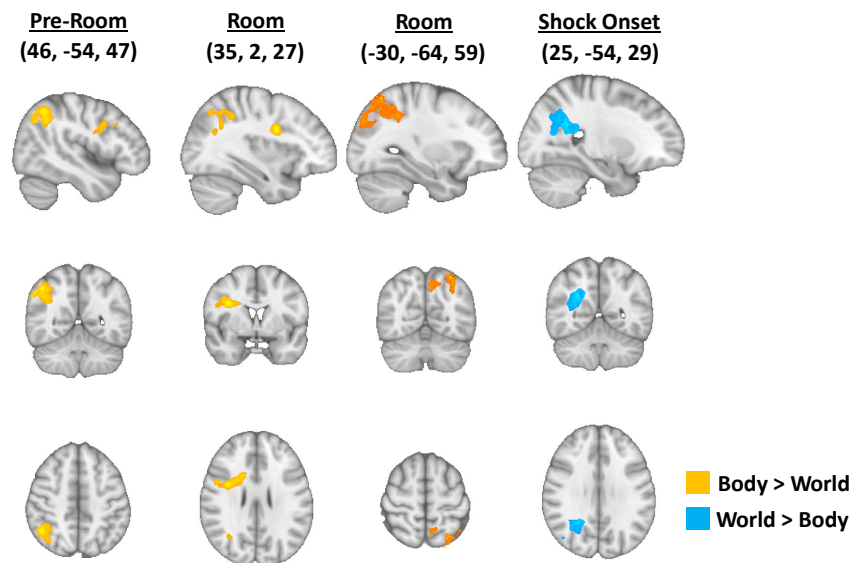 Pre-Room
(46, -54, 47)
Room
(35, 2, 27)
Room
(-30, -64, 59)
Shock Onset
(25, -54, 29)
Body > World
World > Body